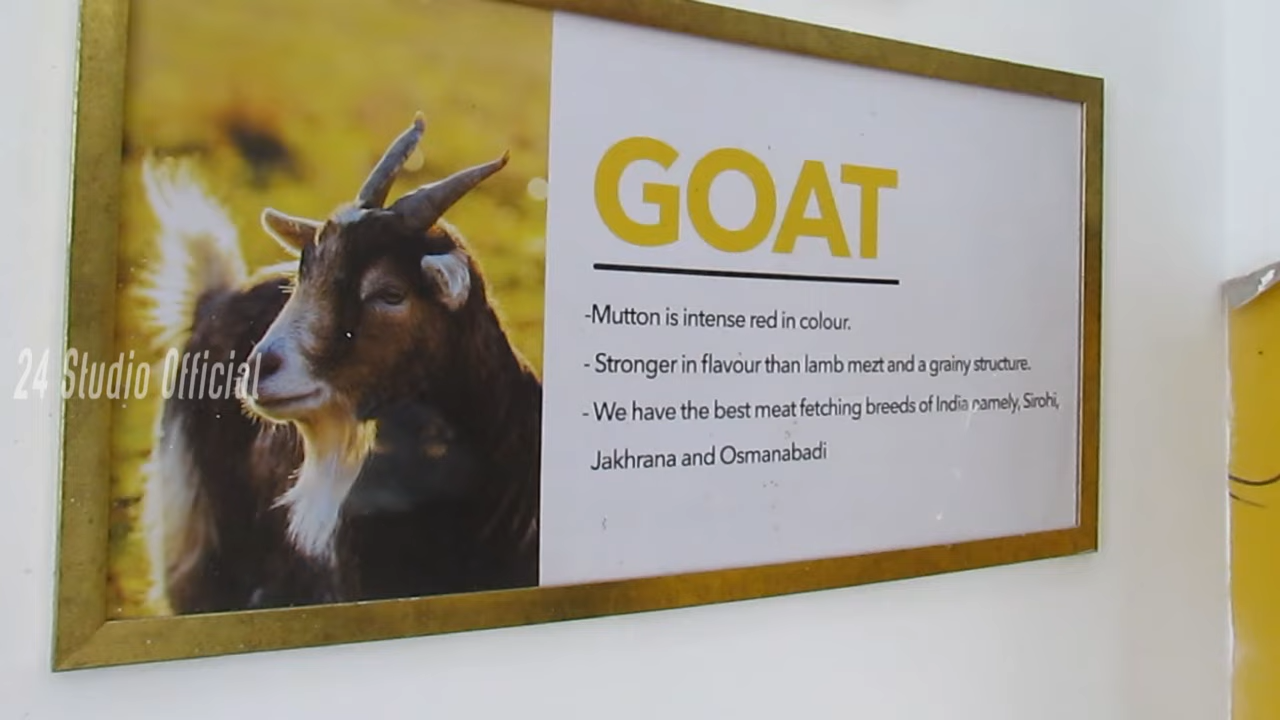 GOAT
-Mutton is intense red in colour.
- Stronger in flavour than lamb mezt and a grainy structure.
- We have the best meat fetching breeds of India namely, Sirohi,
Jakhrana and Osmanabadi
24 Studio Official